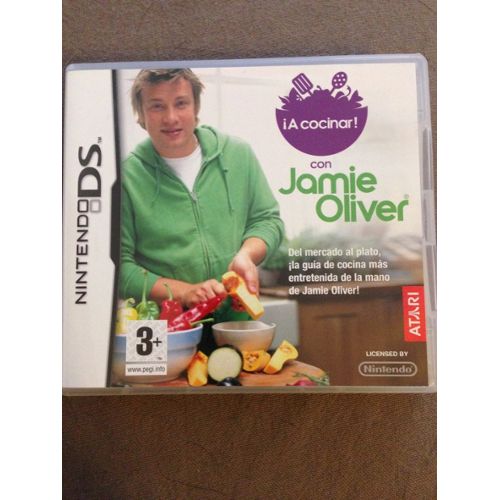 NINTENDO DS™
¡A cocinar!
con
Jamie
Oliver®
Del mercado al plato,
¡la guía de cocina más
entretenida de la mano
de Jamie Oliver!
3+
www.pegi.info
ATARI
LICENSED BY
Nintendo